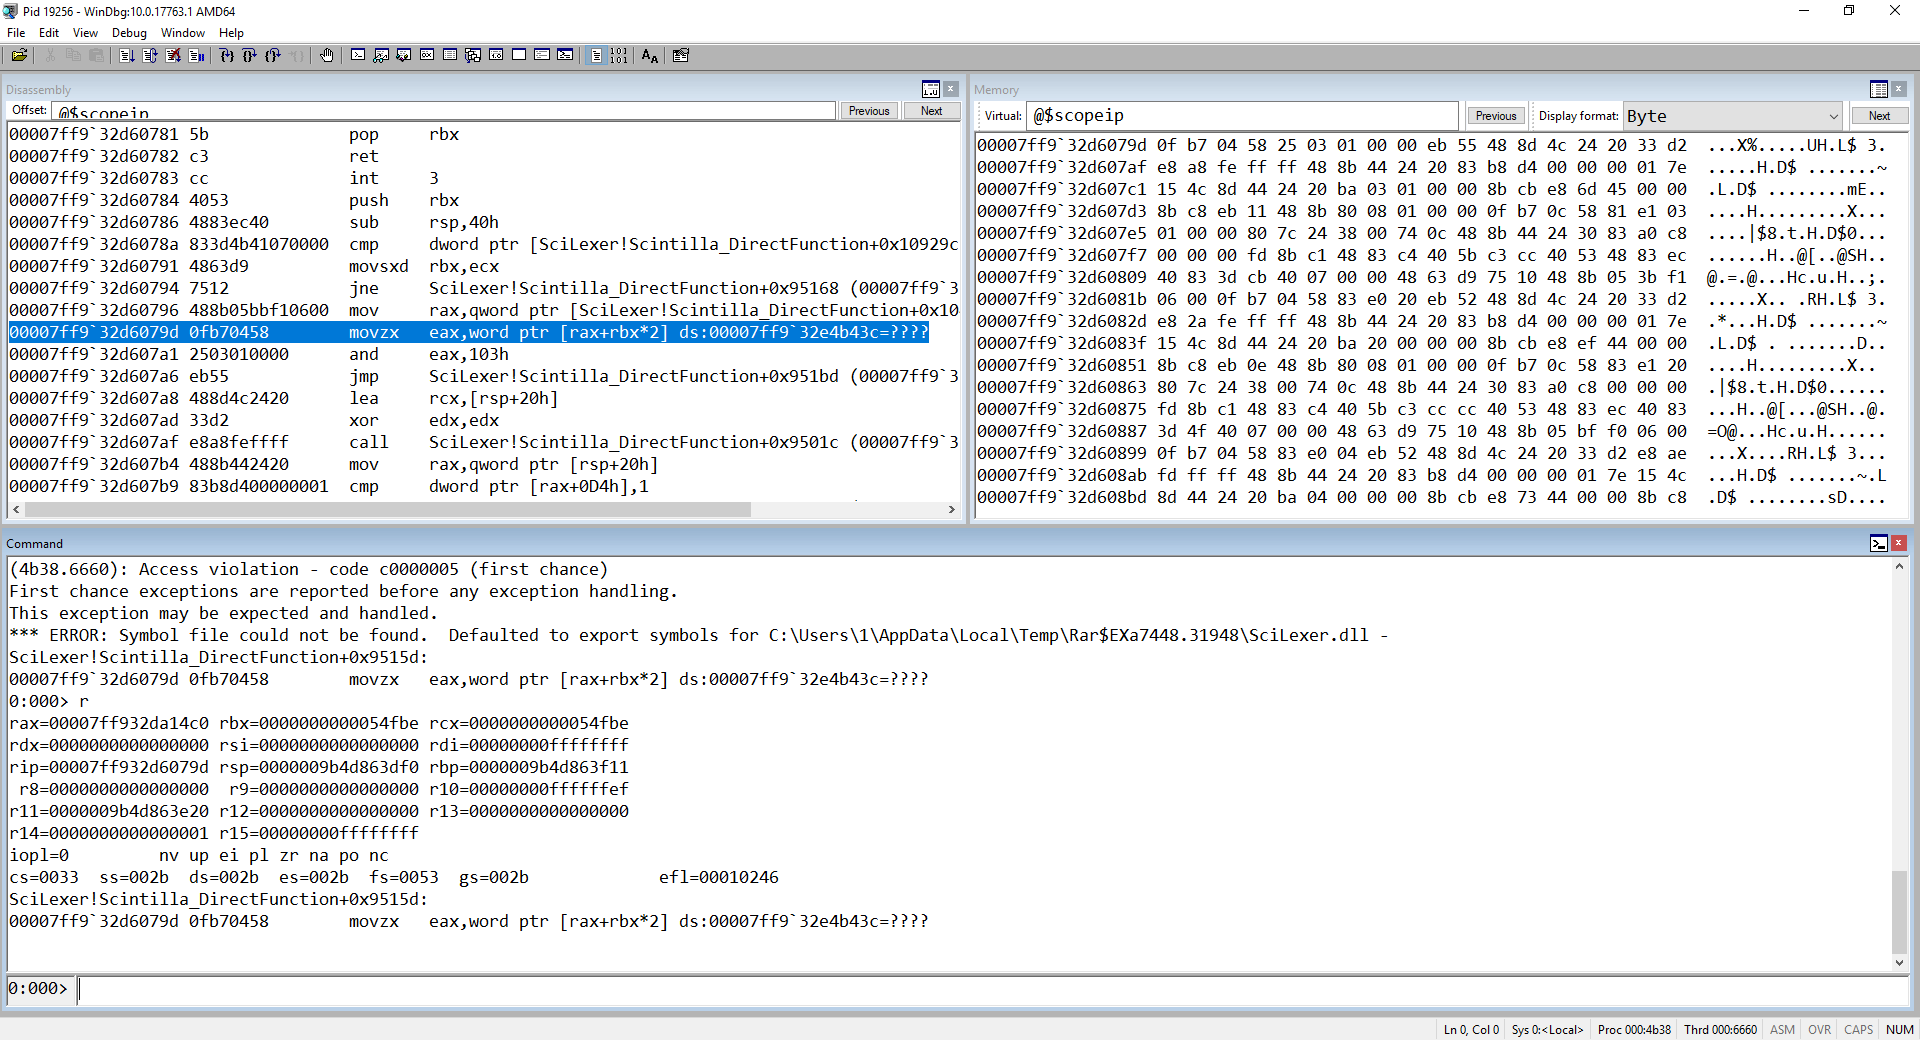 Pid 19256 - WinDbg:10.0.17763.1 AMD64
File Edit View Debug Window Help
Disassembly
Offset: @$scopeip Previous Next
00007ff9`32d60781 5b pop rbx
00007ff9`32d60782 c3 ret
00007ff9`32d60783 cc int 3
00007ff9`32d60784 4053 push rbx
00007ff9`32d60786 4883ec40 sub rsp,40h
00007ff9`32d6078a 833d4b41070000 cmp dword ptr [SciLexer!Scintilla_DirectFunction+0x10929c
00007ff9`32d60791 4863d9 movsxd rbx,ecx
00007ff9`32d60794 7512 jne SciLexer!Scintilla_DirectFunction+0x95168 (00007ff9`3
00007ff9`32d60796 488b05bbf10600 mov rax,qword ptr [SciLexer!Scintilla_DirectFunction+0x10
00007ff9`32d6079d 0fb70458 movzx eax,word ptr [rax+rbx*2] ds:00007ff9`32e4b43c=????
00007ff9`32d607a1 2503010000 and eax,103h
00007ff9`32d607a6 eb55 jmp SciLexer!Scintilla_DirectFunction+0x951bd (00007ff9`3
00007ff9`32d607a8 488d4c2420 lea rcx,[rsp+20h]
00007ff9`32d607ad 33d2 xor edx,edx
00007ff9`32d607af e8a8feffff call SciLexer!Scintilla_DirectFunction+0x9501c (00007ff9`3
00007ff9`32d607b4 488b442420 mov rax,qword ptr [rsp+20h]
00007ff9`32d607b9 83b8d400000001 cmp dword ptr [rax+0D4h],1
Memory
Virtual: @$scopeip Previous Display format: Byte Next
00007ff9`32d6079d 0f b7 04 58 25 03 01 00 00 eb 55 48 8d 4c 24 20 33 d2 ...X%.....UH.L$ 3.
00007ff9`32d607af e8 a8 fe ff ff 48 8b 44 24 20 83 b8 d4 00 00 00 01 7e .....H.D$ .......~
00007ff9`32d607c1 15 4c 8d 44 24 20 ba 03 01 00 00 8b cb e8 6d 45 00 00 .L.D$ ........mE..
00007ff9`32d607d3 8b c8 eb 11 48 8b 80 08 01 00 00 0f b7 0c 58 81 e1 03 ....H.........X...
00007ff9`32d607e5 01 00 00 80 7c 24 38 00 74 0c 48 8b 44 24 30 83 a0 c8 ....|$8.t.H.D$0...
00007ff9`32d607f7 00 00 00 fd 8b c1 48 83 c4 40 5b c3 cc 40 53 48 83 ec ......H..@[..@SH..
00007ff9`32d60809 40 83 3d cb 40 07 00 00 48 63 d9 75 10 48 8b 05 3b f1 @.=.@...Hc.u.H..;.
00007ff9`32d6081b 06 00 0f b7 04 58 83 e0 20 eb 52 48 8d 4c 24 20 33 d2 .....X.. .RH.L$ 3.
00007ff9`32d6082d e8 2a fe ff ff 48 8b 44 24 20 83 b8 d4 00 00 00 01 7e .*...H.D$ .......~
00007ff9`32d6083f 15 4c 8d 44 24 20 ba 20 00 00 00 8b cb e8 ef 44 00 00 .L.D$ . .......D..
00007ff9`32d60851 8b c8 eb 0e 48 8b 80 08 01 00 00 0f b7 0c 58 83 e1 20 ....H.........X..
00007ff9`32d60863 80 7c 24 38 00 74 0c 48 8b 44 24 30 83 a0 c8 00 00 00 .|$8.t.H.D$0......
00007ff9`32d60875 fd 8b c1 48 83 c4 40 5b c3 cc cc 40 53 48 83 ec 40 83 ...H..@[...@SH..@.
00007ff9`32d60887 3d 4f 40 07 00 00 48 63 d9 75 10 48 8b 05 bf f0 06 00 =O@...Hc.u.H......
00007ff9`32d60899 0f b7 04 58 83 e0 04 eb 52 48 8d 4c 24 20 33 d2 e8 ae ...X....RH.L$ 3...
00007ff9`32d608ab fd ff ff 48 8b 44 24 20 83 b8 d4 00 00 00 01 7e 15 4c ...H.D$ .......~.L
00007ff9`32d608bd 8d 44 24 20 ba 04 00 00 00 8b cb e8 73 44 00 00 8b c8 .D$ ........sD....
Command
(4b38.6660): Access violation - code c0000005 (first chance)
First chance exceptions are reported before any exception handling.
This exception may be expected and handled.
*** ERROR: Symbol file could not be found.  Defaulted to export symbols for C:\Users\1\AppData\Local\Temp\Rar$EXa7448.31948\SciLexer.dll -
SciLexer!Scintilla_DirectFunction+0x9515d:
00007ff9`32d6079d 0fb70458 movzx eax,word ptr [rax+rbx*2] ds:00007ff9`32e4b43c=????
0:000> r
rax=00007ff932da14c0 rbx=0000000000054fbe rcx=0000000000054fbe
rdx=0000000000000000 rsi=0000000000000000 rdi=00000000ffffffff
rip=00007ff932d6079d rsp=0000009b4d863df0 rbp=0000009b4d863f11
r8=0000000000000000 r9=0000000000000000 r10=00000000ffffffef
r11=0000009b4d863e20 r12=0000000000000000 r13=0000000000000000
r14=0000000000000001 r15=00000000ffffffff
iopl=0 nv up ei pl zr na po nc
cs=0033 ss=002b ds=002b es=002b fs=0053 gs=002b efl=00010246
SciLexer!Scintilla_DirectFunction+0x9515d:
00007ff9`32d6079d 0fb70458 movzx eax,word ptr [rax+rbx*2] ds:00007ff9`32e4b43c=????
0:000>
Ln 0, Col 0 Sys 0:<Local> Proc 000:4b38 Thrd 000:6660 ASM OVR CAPS NUM